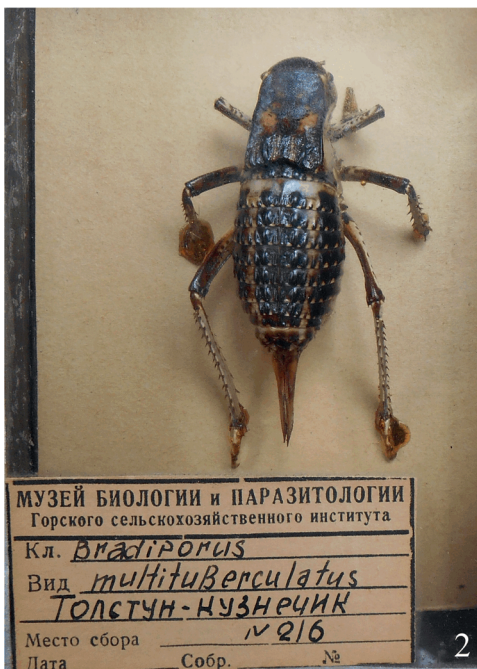 МУЗЕЙ БИОЛОГИИ и ПАРАЗИТОЛОГИИ
Горского сельскохозяйственного института
Кл. Bradiporus
Вид multituberculatus
Толстун-кузнечик
Место сбора N 216
Дата Собр. №
2